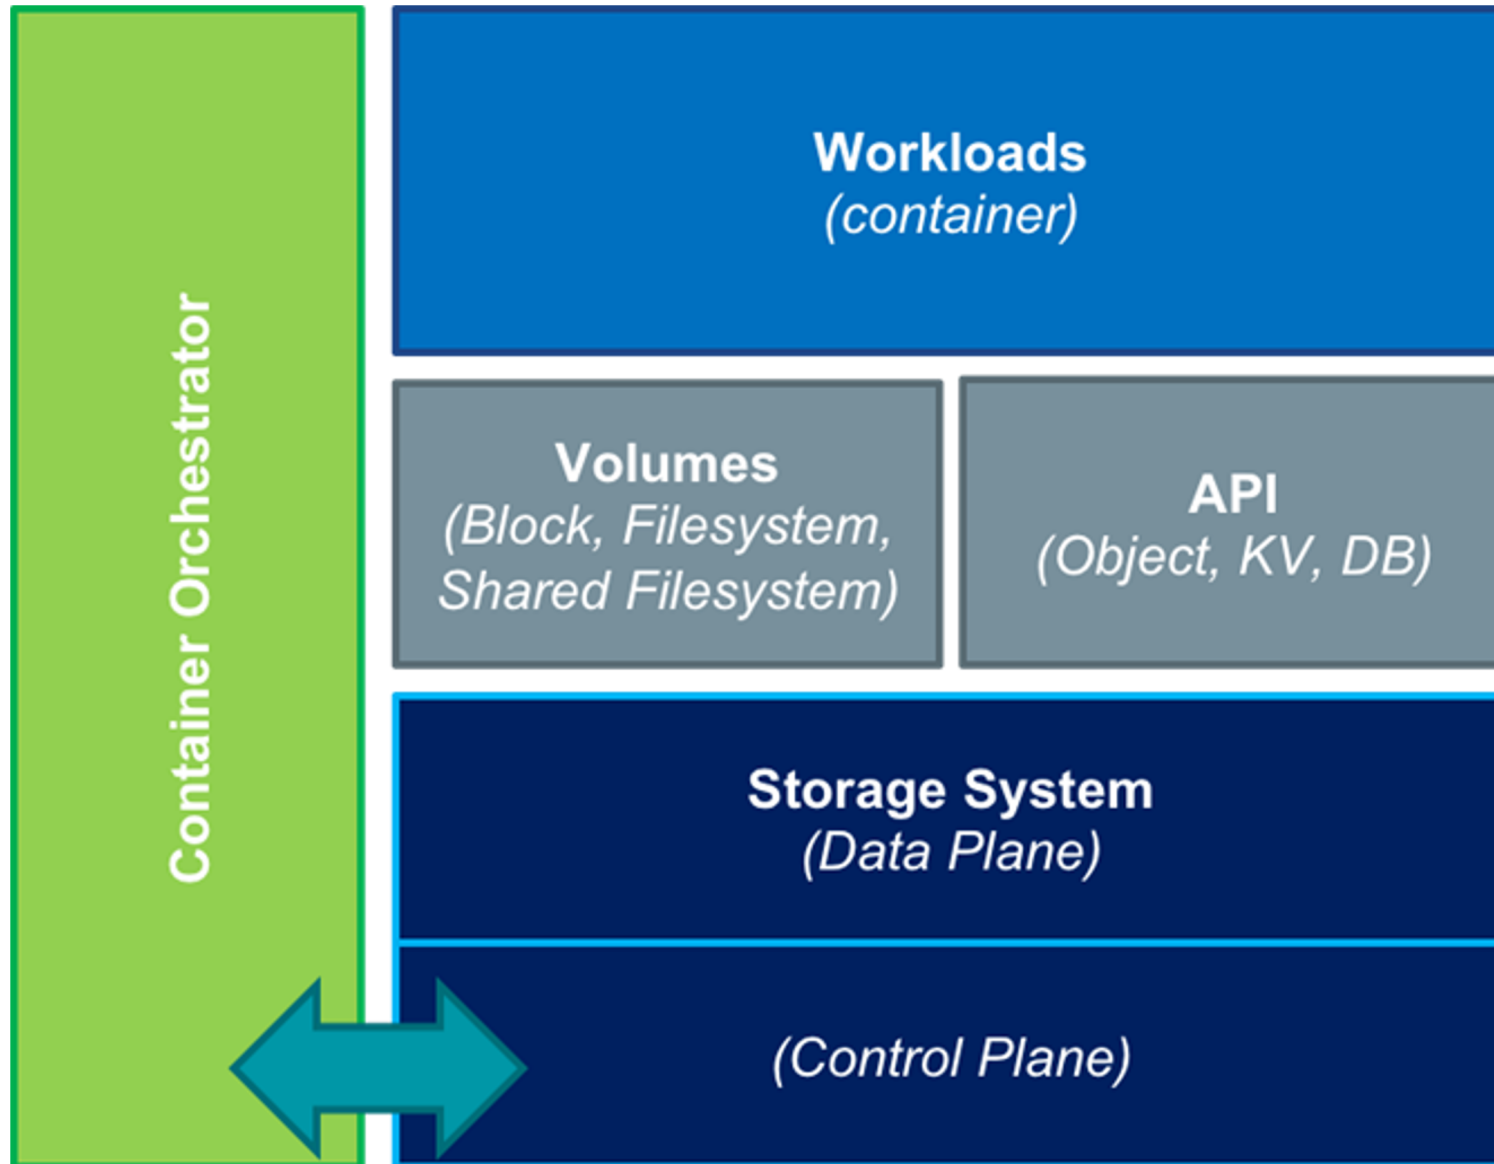 Container Orchestrator
Workloads
(container)
Volumes
(Block, Filesystem,
Shared Filesystem)
API
(Object, KV, DB)
Storage System
(Data Plane)
(Control Plane)